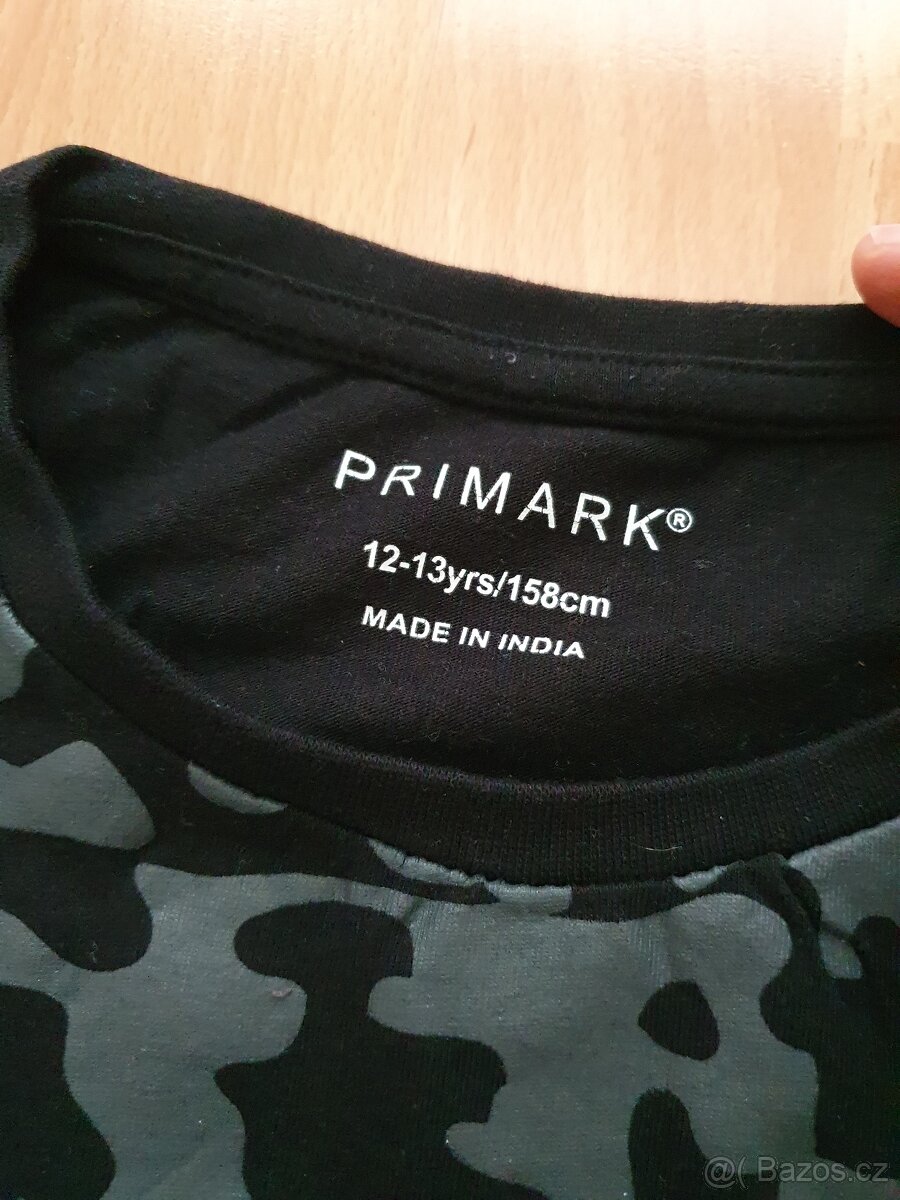 PRIMARK®
12-13yrs/158cm
MADE IN INDIA
@( Bazos.cz